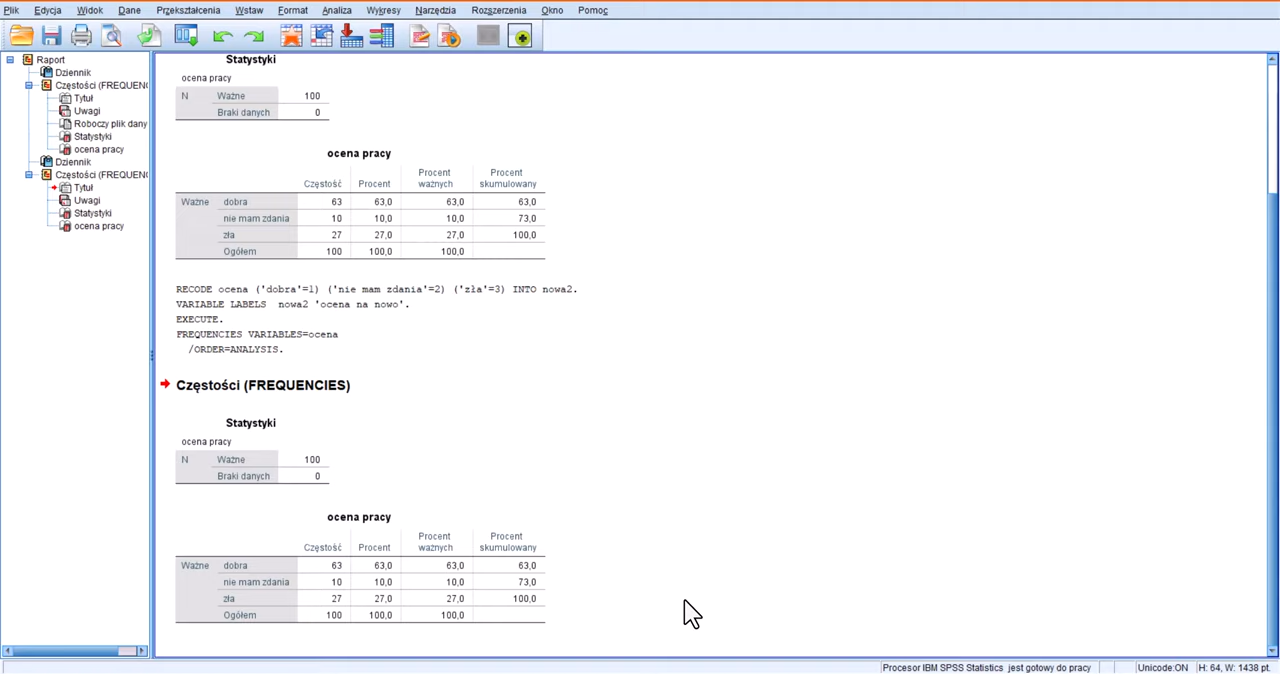 Plik Edycja Widok Dane Przekształcenia Wstaw Format Analiza Wykresy Narzędzia Rozszerzenia Okno Pomoc
Raport
Dziennik
Częstości (FREQUEN
Tytuł
Uwagi
Roboczy plik dany
Statystyki
ocena pracy
Dziennik
Częstości (FREQUEN
Tytuł
Uwagi
Statystyki
ocena pracy
Statystyki
ocena pracy
N Ważne 100
Braki danych 0
ocena pracy
Częstość Procent Procent ważnych Procent skumulowany
Ważne dobra 63 63,0 63,0 63,0
nie mam zdania 10 10,0 10,0 73,0
zła 27 27,0 27,0 100,0
Ogółem 100 100,0 100,0
RECODE ocena ('dobra'=1) ('nie mam zdania'=2) ('zła'=3) INTO nowa2.
VARIABLE LABELS nowa2 'ocena na nowo'.
EXECUTE.
FREQUENCIES VARIABLES=ocena
/ORDER=ANALYSIS.
Częstości (FREQUENCIES)
Statystyki
ocena pracy
N Ważne 100
Braki danych 0
ocena pracy
Częstość Procent Procent ważnych Procent skumulowany
Ważne dobra 63 63,0 63,0 63,0
nie mam zdania 10 10,0 10,0 73,0
zła 27 27,0 27,0 100,0
Ogółem 100 100,0 100,0
Procesor IBM SPSS Statistics jest gotowy do pracy Unicode:ON H: 64, W: 1438 pt.